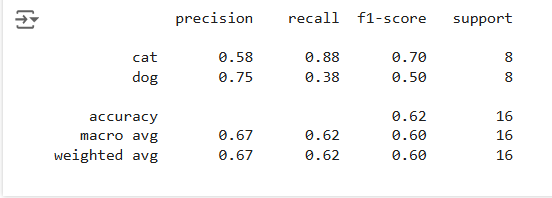 precision recall f1-score support
cat 0.58 0.88 0.70 8
dog 0.75 0.38 0.50 8
accuracy 0.62 16
macro avg 0.67 0.62 0.60 16
weighted avg 0.67 0.62 0.60 16